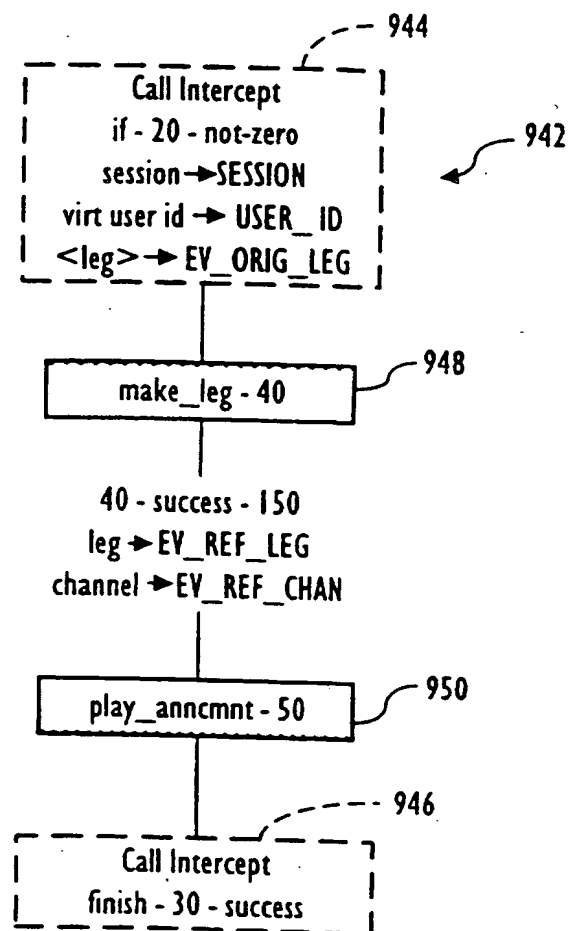 944
Call Intercept
if - 20 - not-zero
session→SESSION
virt user id → USER_ID
<leg>→ EV_ORIG_LEG
942
make_leg - 40
948
40 - success - 150
leg → EV_REF_LEG
channel → EV_REF_CHAN
play_anncmnt - 50
950
946
Call Intercept
finish - 30 - success